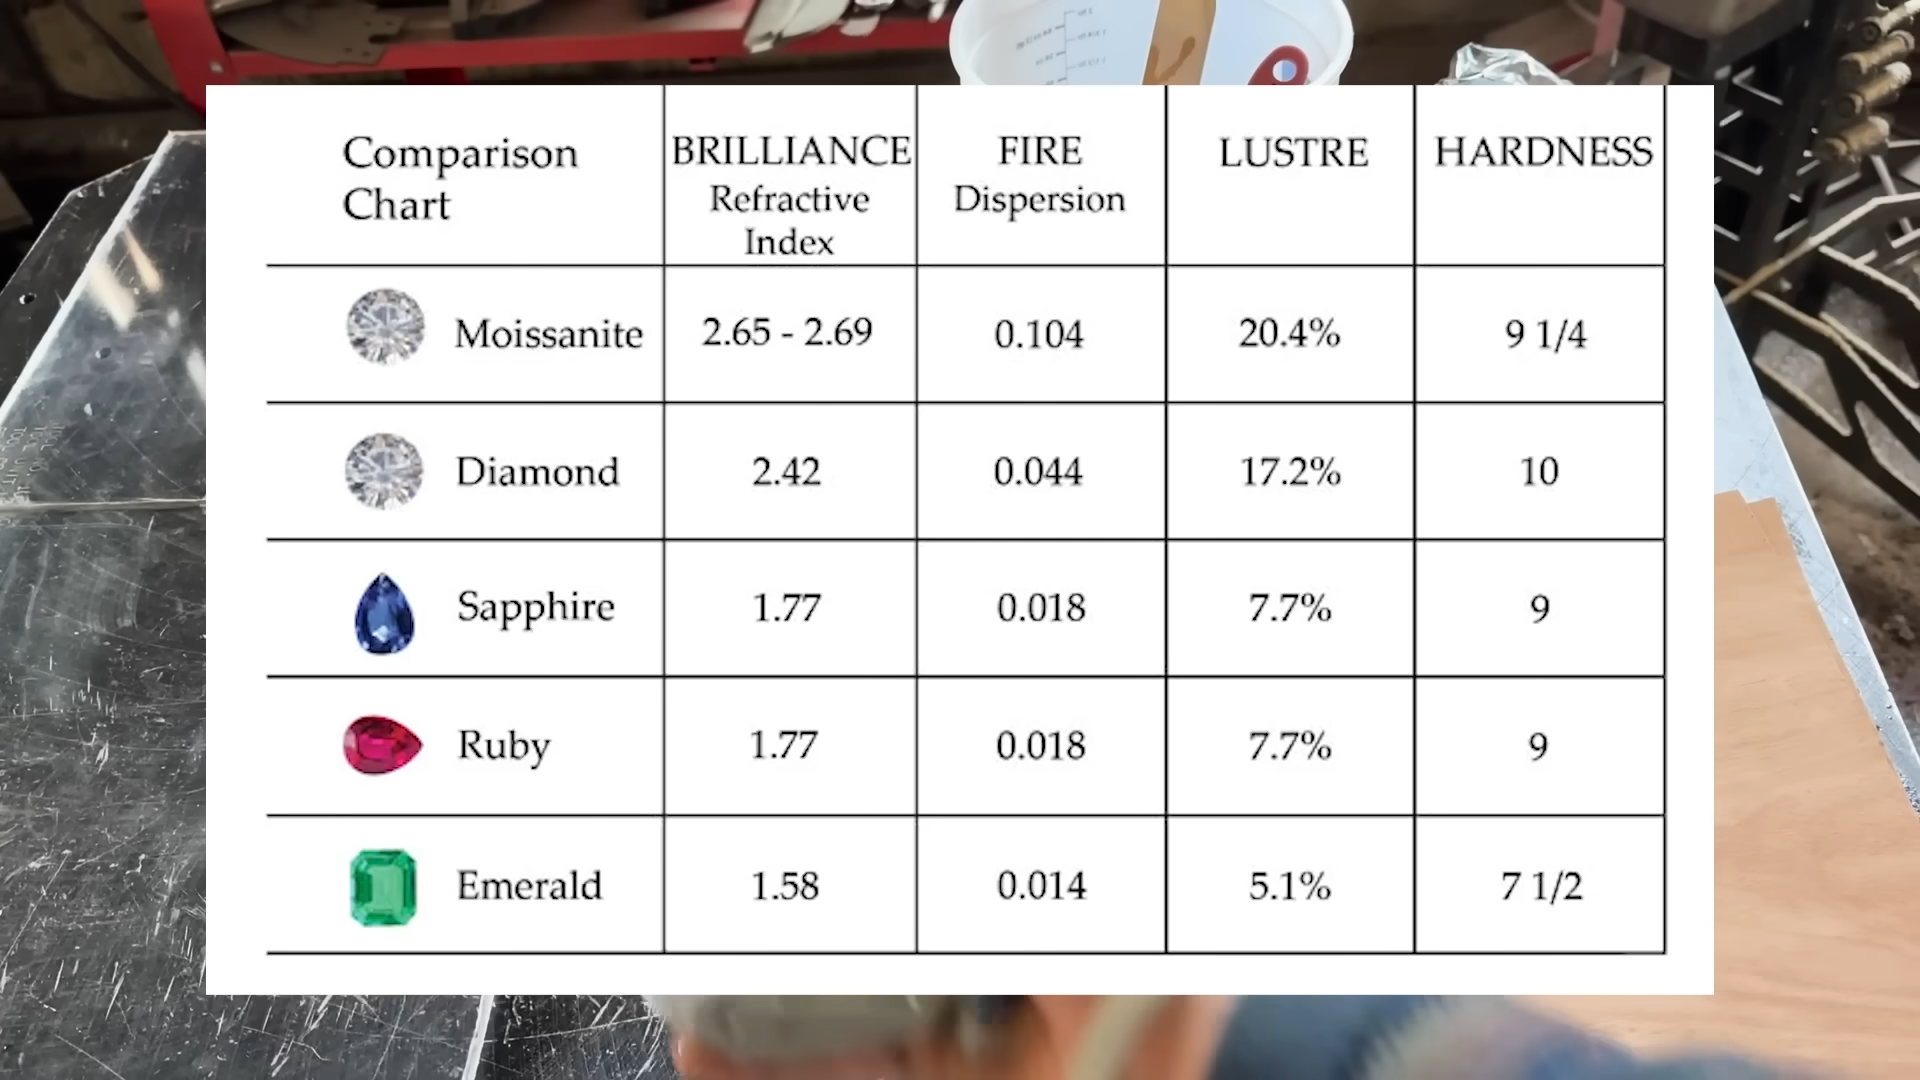 Comparison
Chart
BRILLIANCE
Refractive
Index
FIRE
Dispersion
LUSTRE
HARDNESS
Moissanite 2.65 - 2.69 0.104 20.4% 9 1/4
Diamond 2.42 0.044 17.2% 10
Sapphire 1.77 0.018 7.7% 9
Ruby 1.77 0.018 7.7% 9
Emerald 1.58 0.014 5.1% 7 1/2